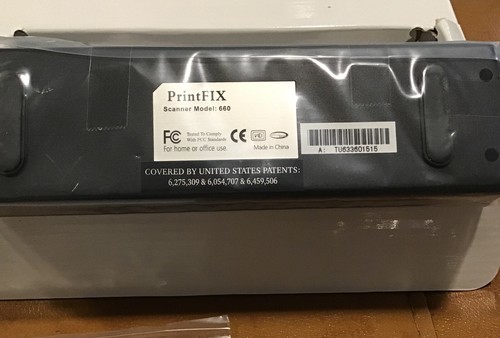 PrintFIX
Scanner Model: 660
FC Tested To Comply
With FCC Standards
CE
For home or office use
Made in China
A: TU633601515
COVERED BY UNITED STATES PATENTS:
6,275,309 & 6,054,707 & 6,459,506